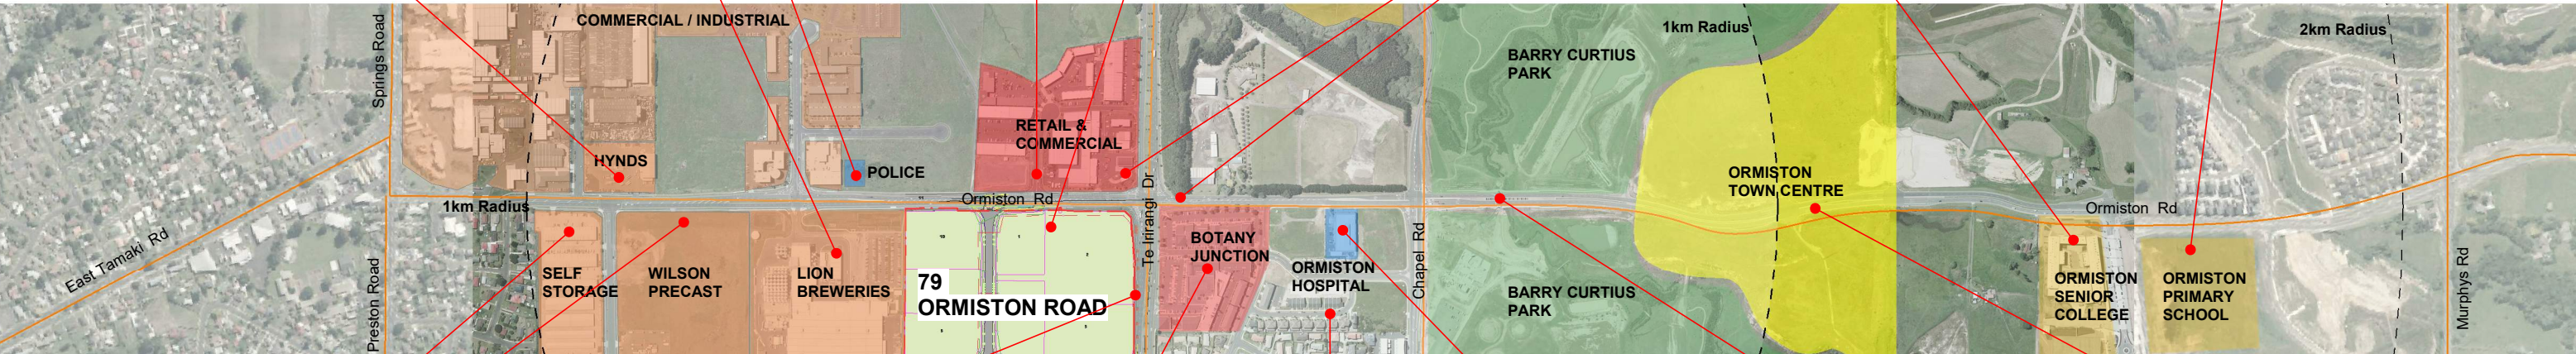 Springs Road
COMMERCIAL / INDUSTRIAL
1km Radius
2km Radius
BARRY CURTIUS
PARK
RETAIL &
COMMERCIAL
HYNDS
POLICE
ORMISTON
TOWN CENTRE
1km Radius
Ormiston Rd
Te Irirangi Dr
Ormiston Rd
East Tamaki Rd
Preston Road
SELF
STORAGE
WILSON
PRECAST
LION
BREWERIES
79
ORMISTON ROAD
BOTANY
JUNCTION
ORMISTON
HOSPITAL
Chapel Rd
BARRY CURTIUS
PARK
ORMISTON
SENIOR
COLLEGE
ORMISTON
PRIMARY
SCHOOL
Murphys Rd